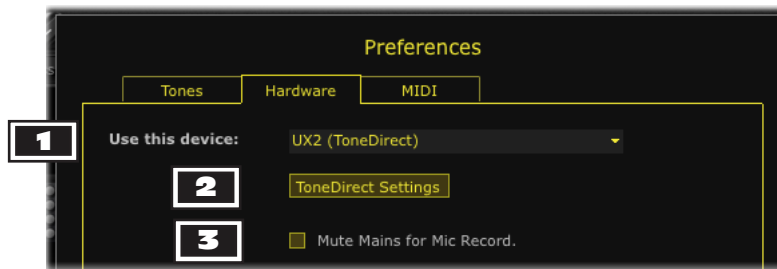 Preferences
Tones Hardware MIDI
1 Use this device: UX2 (ToneDirect)
2 ToneDirect Settings
3 Mute Mains for Mic Record.